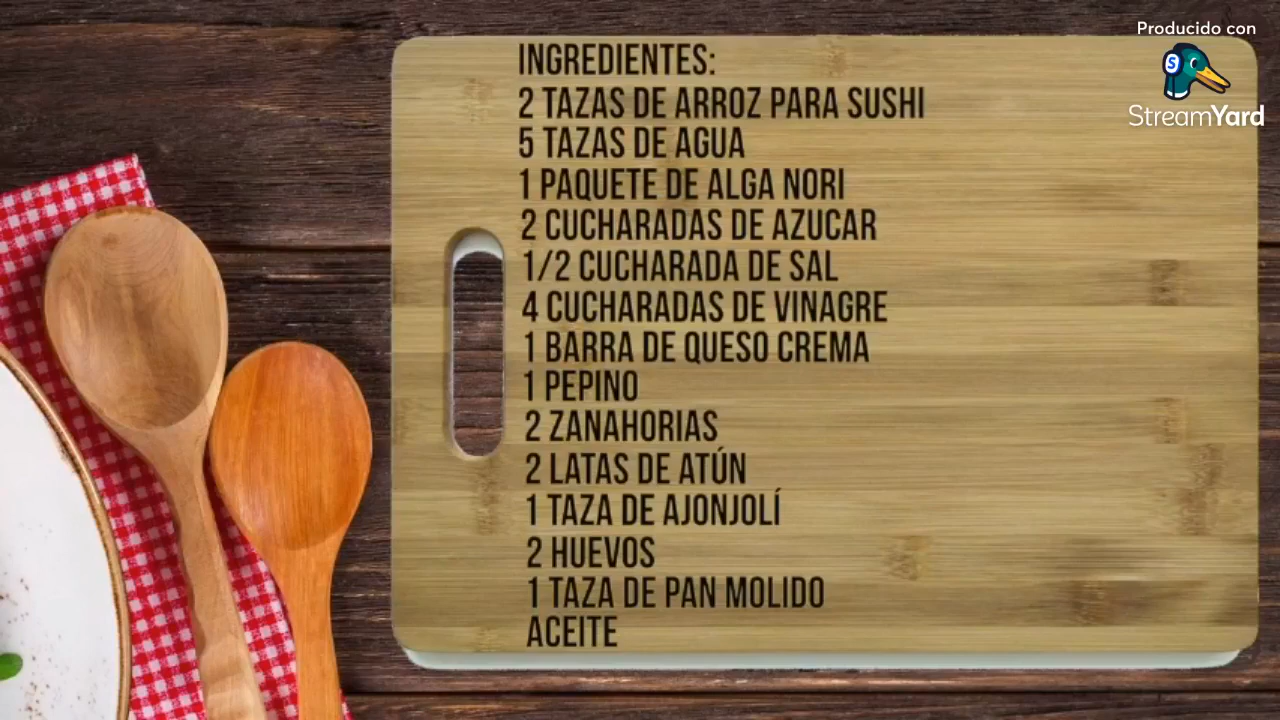 Producido con
StreamYard
INGREDIENTES:
2 TAZAS DE ARROZ PARA SUSHI
5 TAZAS DE AGUA
1 PAQUETE DE ALGA NORI
2 CUCHARADAS DE AZUCAR
1/2 CUCHARADA DE SAL
4 CUCHARADAS DE VINAGRE
1 BARRA DE QUESO CREMA
1 PEPINO
2 ZANAHORIAS
2 LATAS DE ATÚN
1 TAZA DE AJONJOLÍ
2 HUEVOS
1 TAZA DE PAN MOLIDO
ACEITE